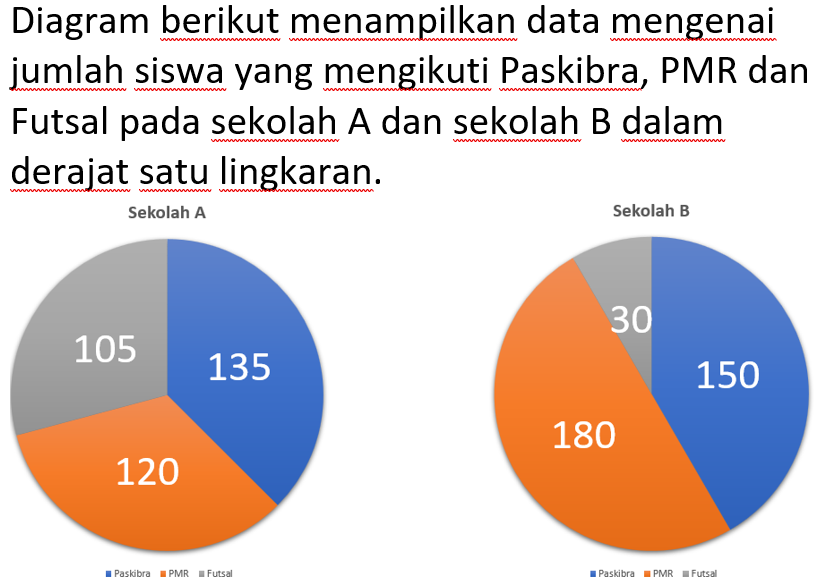 Diagram berikut menampilkan data mengenai
jumlah siswa yang mengikuti Paskibra, PMR dan
Futsal pada sekolah A dan sekolah B dalam
derajat satu lingkaran.
Sekolah A
105
135
120
Paskibra PMR Futsal
Sekolah B
30
150
180
Paskibra PMR Futsal